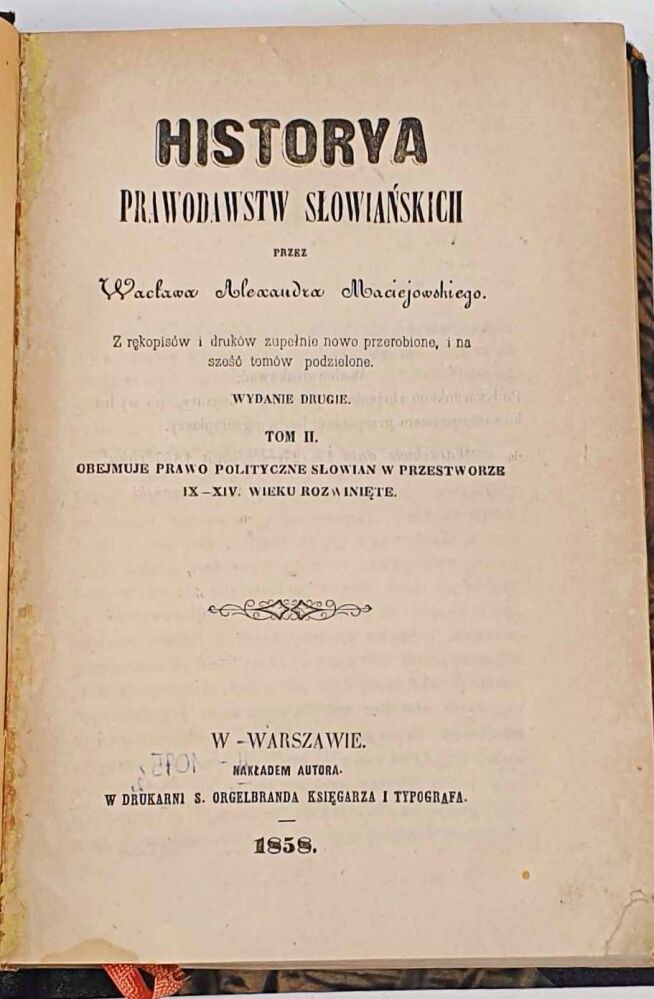 HISTORYA
PRAWODAWSTW SŁOWIAŃSKICH
PRZEZ
Wacława Alexandra Maciejowskiego.
Z rękopisów i druków zupełnie nowo przerobione, i na
sześć tomów podzielone.
WYDANIE DRUGIE.
TOM II.
OBEJMUJE PRAWO POLITYCZNE SŁOWIAN W PRZESTWORZE
IX–XIV. WIEKU ROZWINIĘTE.
W WARSZAWIE.
NAKŁADEM AUTORA.
W DRUKARNI S. ORGELBRANDA KSIĘGARZA I TYPOGRAFA.
1858.